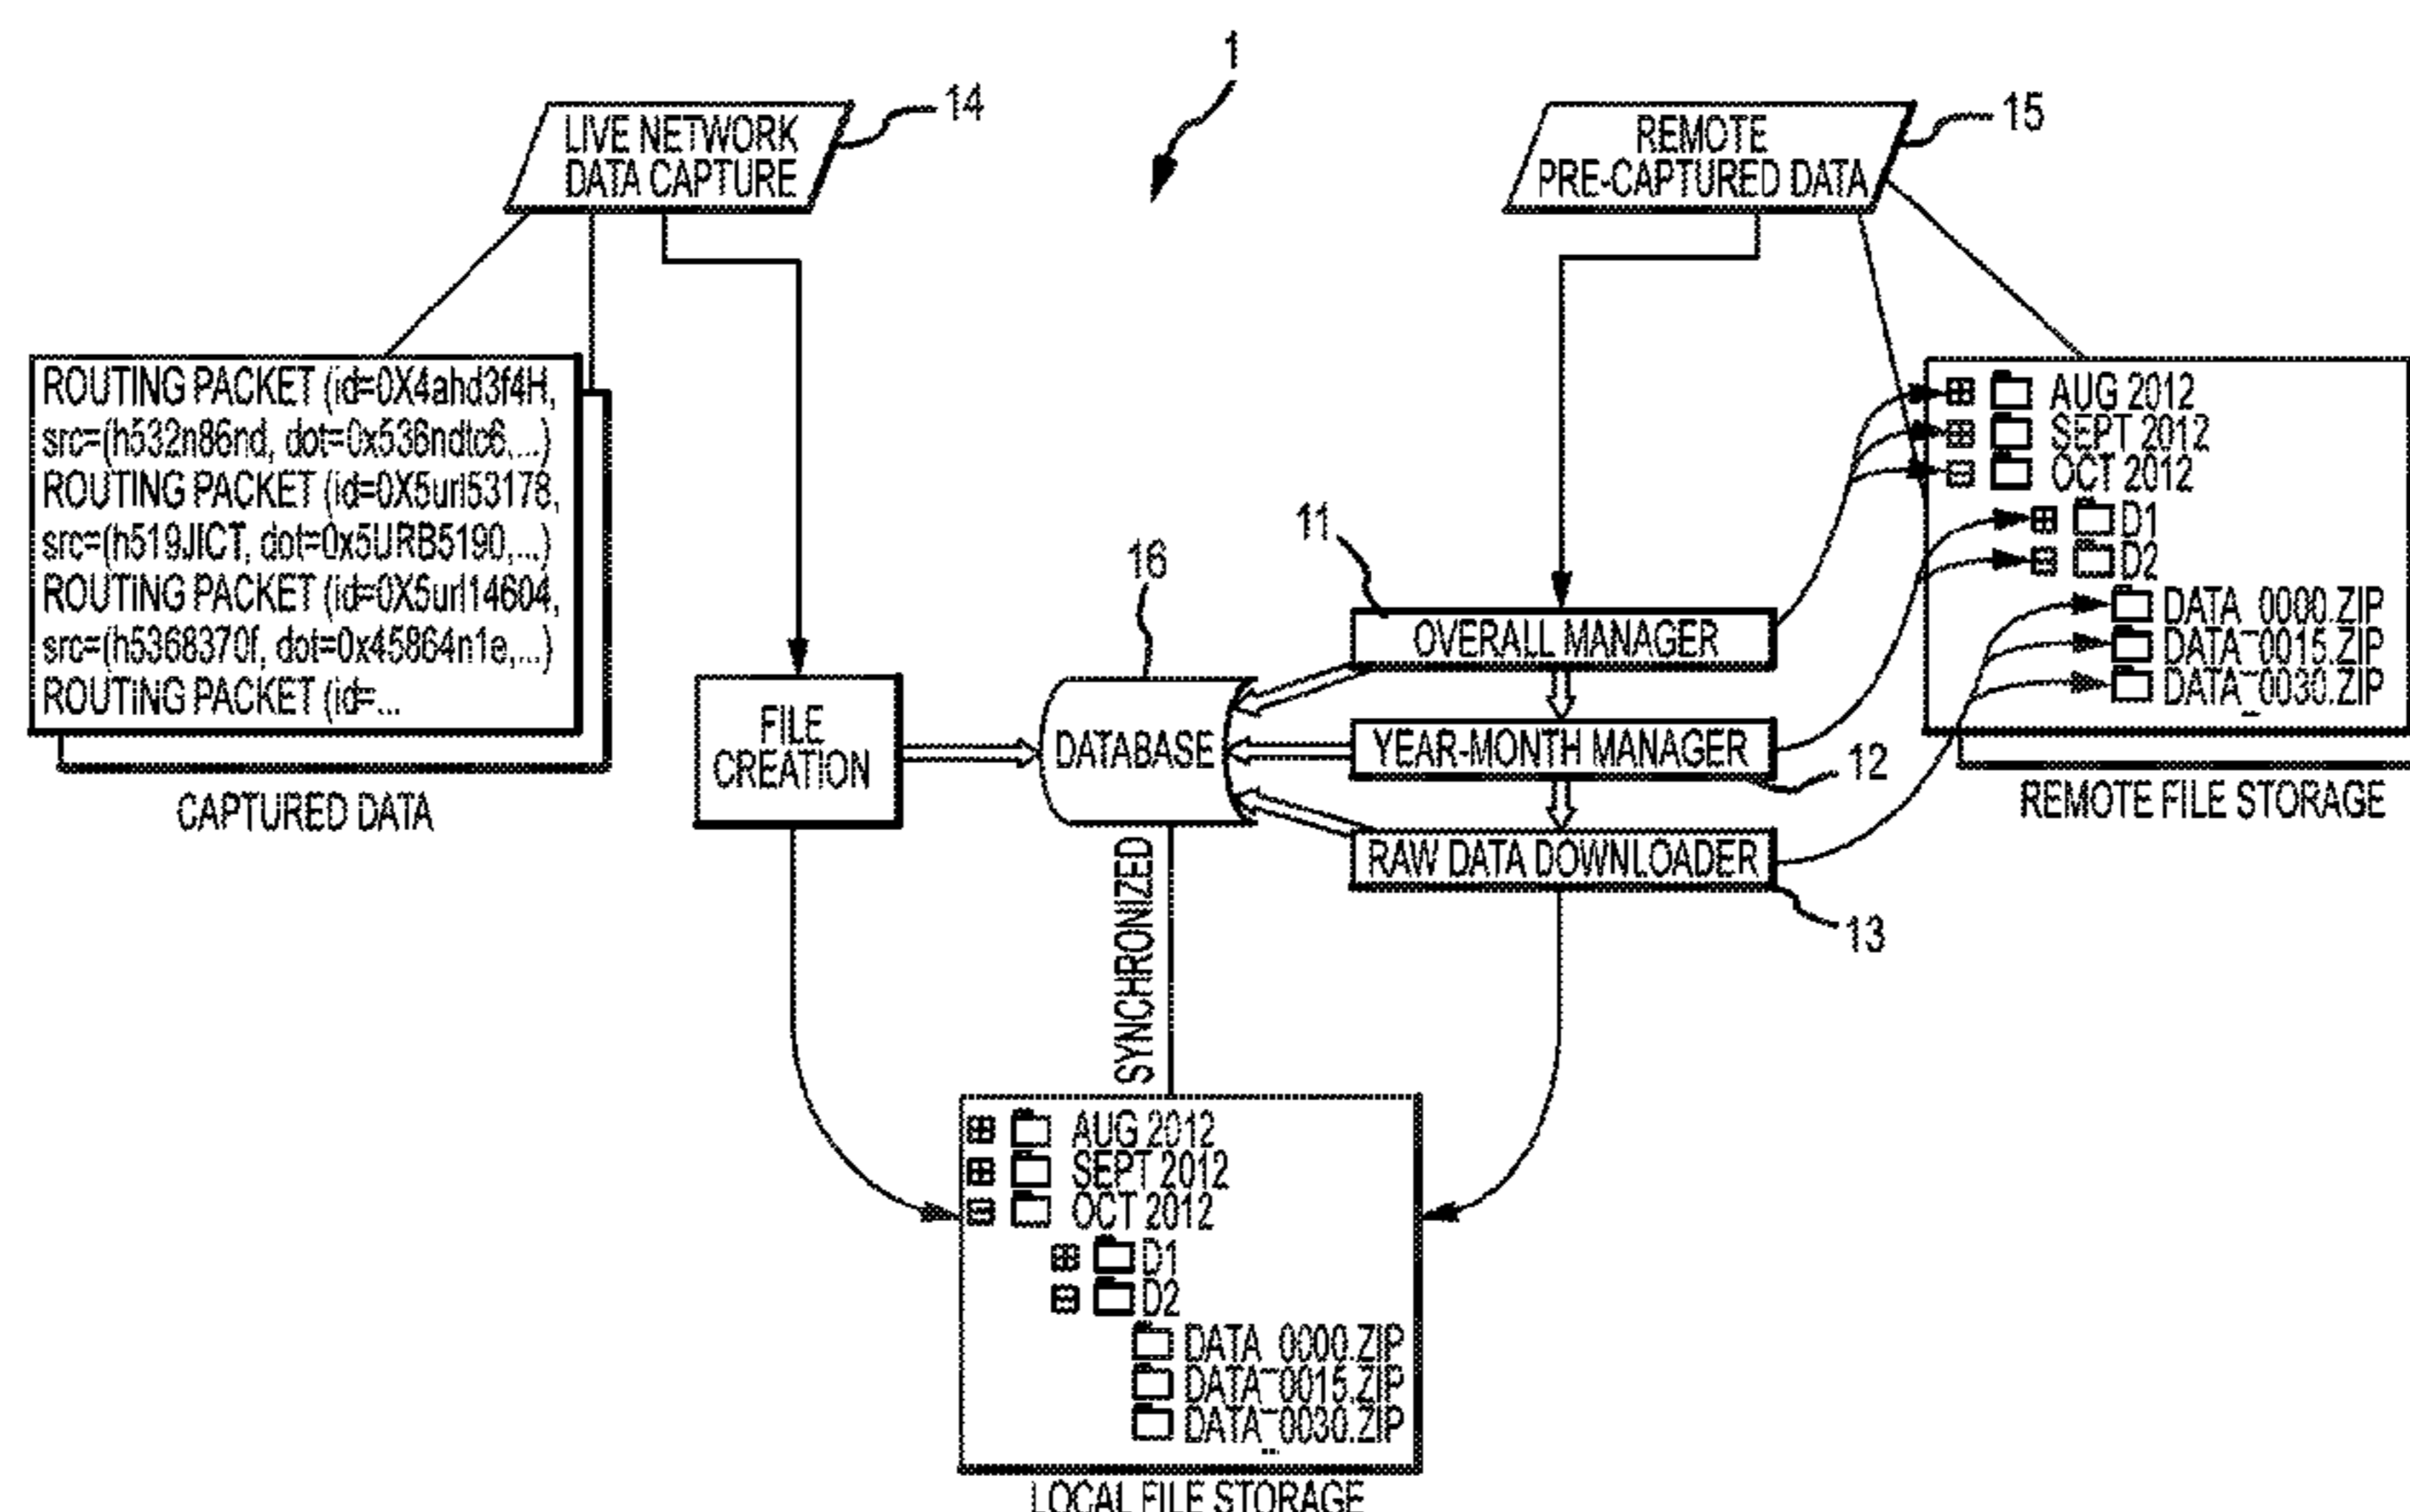 1
14
LIVE NETWORK
DATA CAPTURE
REMOTE
PRE-CAPTURED DATA
15
ROUTING PACKET (id=0X4ahd3f4H,
src=(h532n86nd, dot=0x536ndtc6,...)
ROUTING PACKET (id=0X5url53178,
src=(h519JICT, dot=0x5URB5190,...)
ROUTING PACKET (id=0X5url14604,
src=(h5368370f, dot=0x45864n1e,...)
ROUTING PACKET (id=...
CAPTURED DATA
FILE
CREATION
16
DATABASE
11
OVERALL MANAGER
YEAR-MONTH MANAGER
12
RAW DATA DOWNLOADER
13
AUG 2012
SEPT 2012
OCT 2012
D1
D2
DATA_0000.ZIP
DATA_0015.ZIP
DATA_0030.ZIP
REMOTE FILE STORAGE
SYNCHRONIZED
AUG 2012
SEPT 2012
OCT 2012
D1
D2
DATA_0000.ZIP
DATA_0015.ZIP
DATA_0030.ZIP
...
LOCAL FILE STORAGE